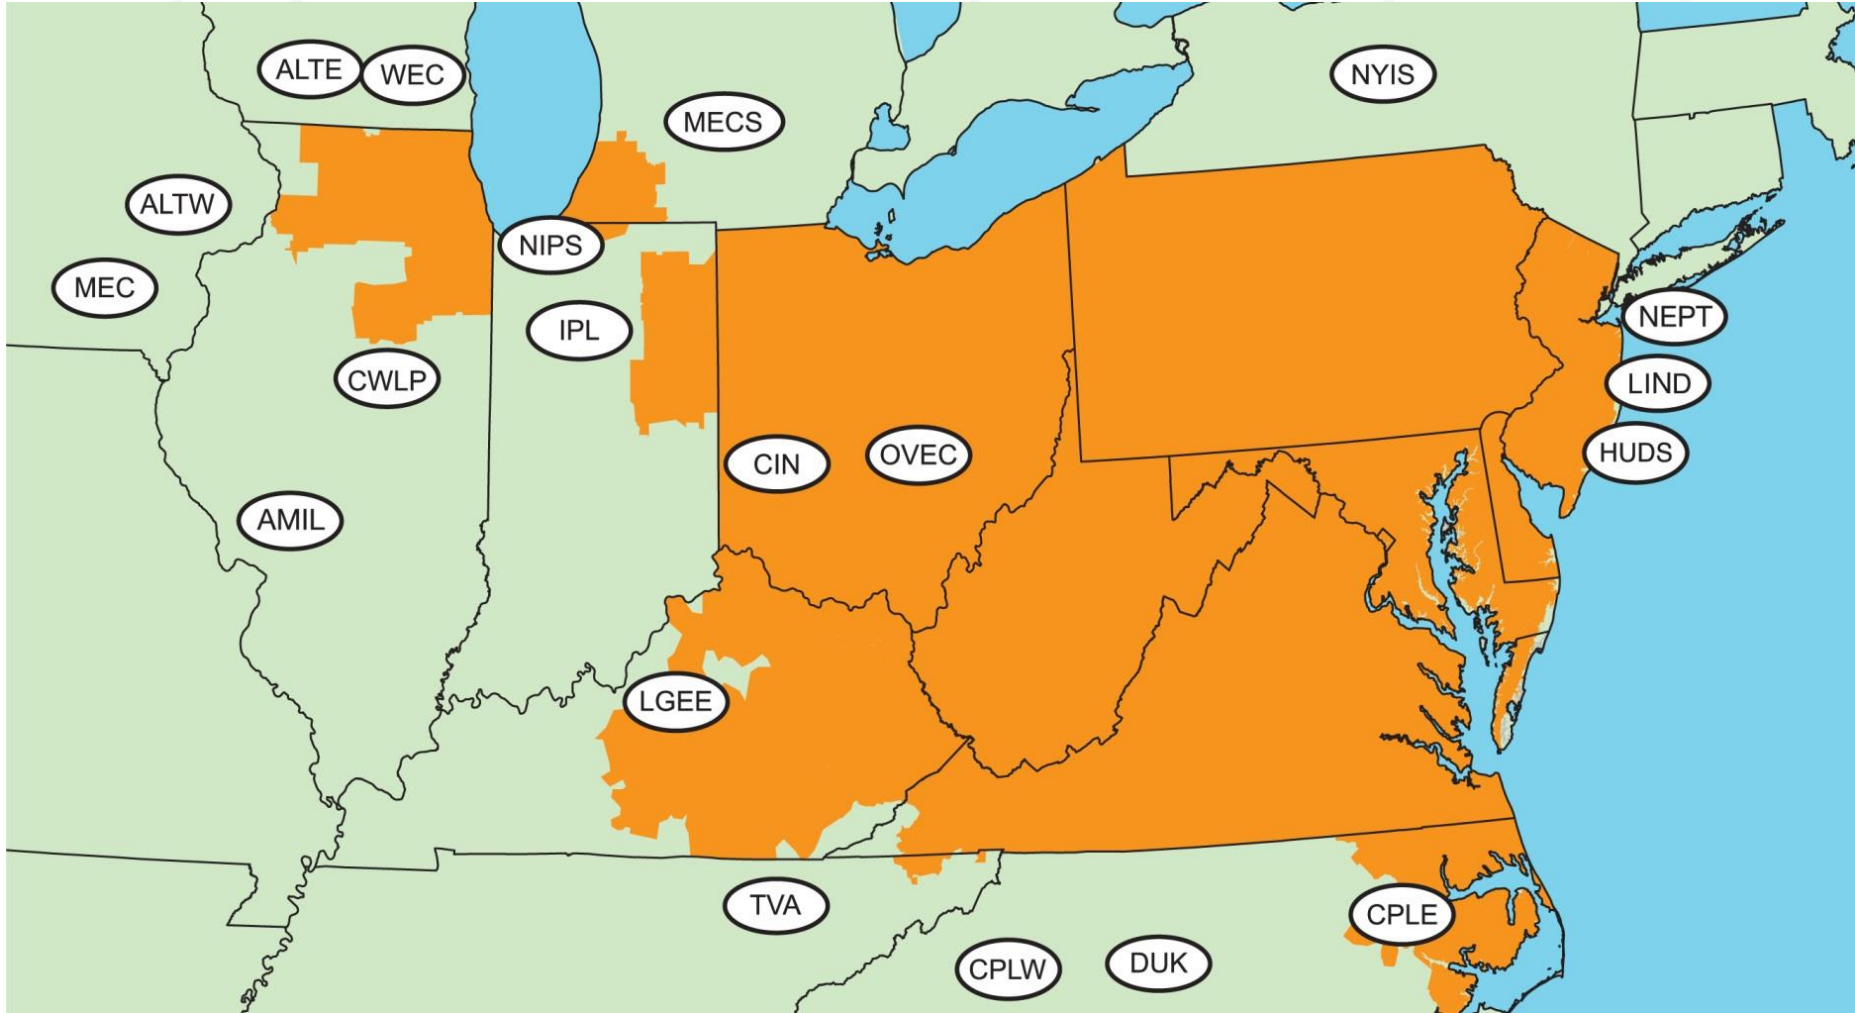 ALTE
WEC
NYIS
MECS
ALTW
NIPS
MEC
NEPT
IPL
CWLP
LIND
HUDS
CIN
OVEC
AMIL
LGEE
TVA
CPLE
CPLW
DUK